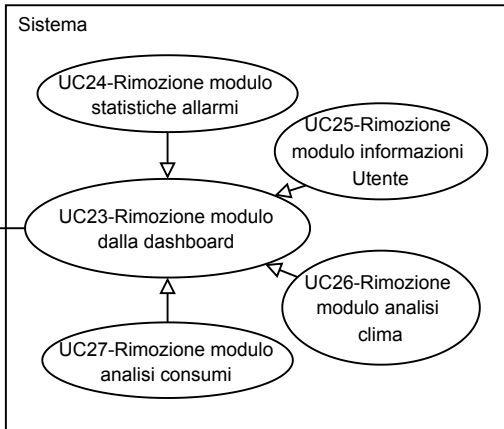 Sistema
UC24-Rimozione modulo
statistiche allarmi
UC25-Rimozione
modulo informazioni
Utente
UC23-Rimozione modulo
dalla dashboard
UC26-Rimozione
modulo analisi
clima
UC27-Rimozione modulo
analisi consumi